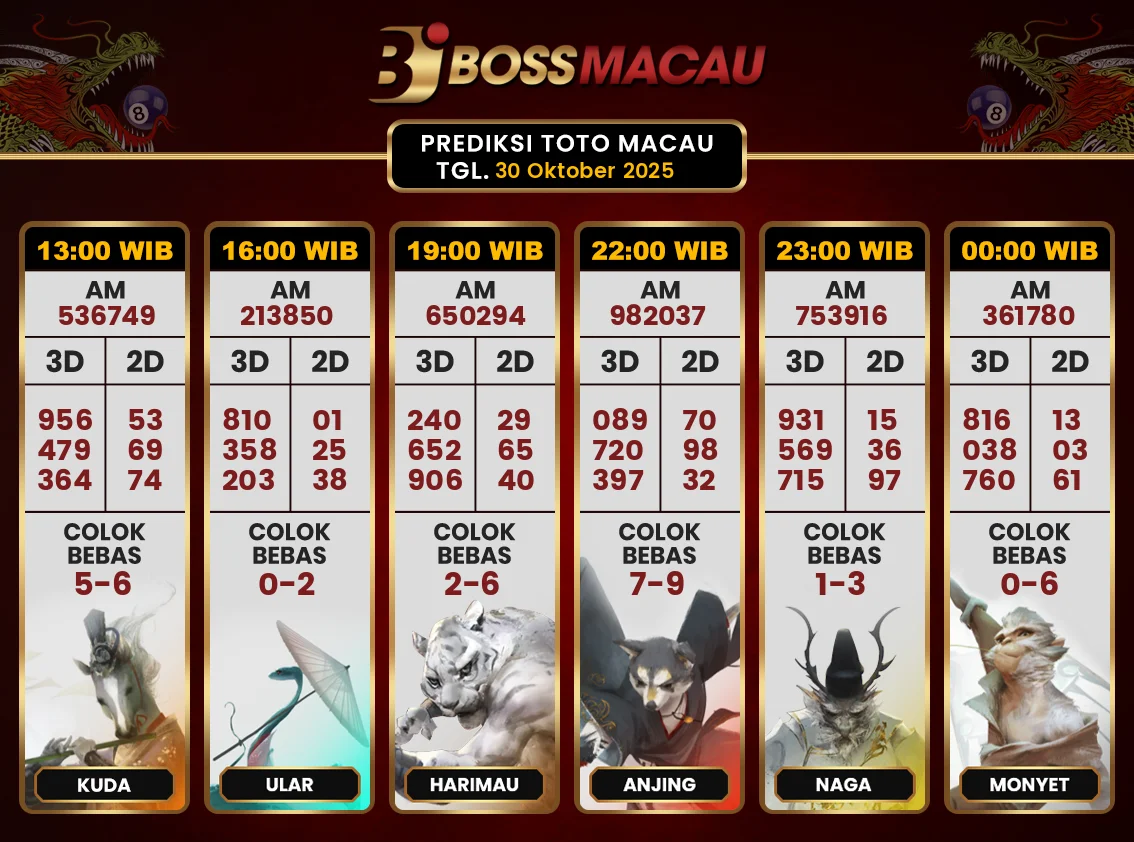 BJ BOSSMACAU
8
8
PREDIKSI TOTO MACAU
TGL. 30 Oktober 2025
13:00 WIB
AM
536749
3D 2D
956 53
479 69
364 74
COLOK
BEBAS
5-6
KUDA
16:00 WIB
AM
213850
3D 2D
810 01
358 25
203 38
COLOK
BEBAS
0-2
ULAR
19:00 WIB
AM
650294
3D 2D
240 29
652 65
906 40
COLOK
BEBAS
2-6
HARIMAU
22:00 WIB
AM
982037
3D 2D
089 70
720 98
397 32
COLOK
BEBAS
7-9
ANJING
23:00 WIB
AM
753916
3D 2D
931 15
569 36
715 97
COLOK
BEBAS
1-3
NAGA
00:00 WIB
AM
361780
3D 2D
816 13
038 03
760 61
COLOK
BEBAS
0-6
MONYET